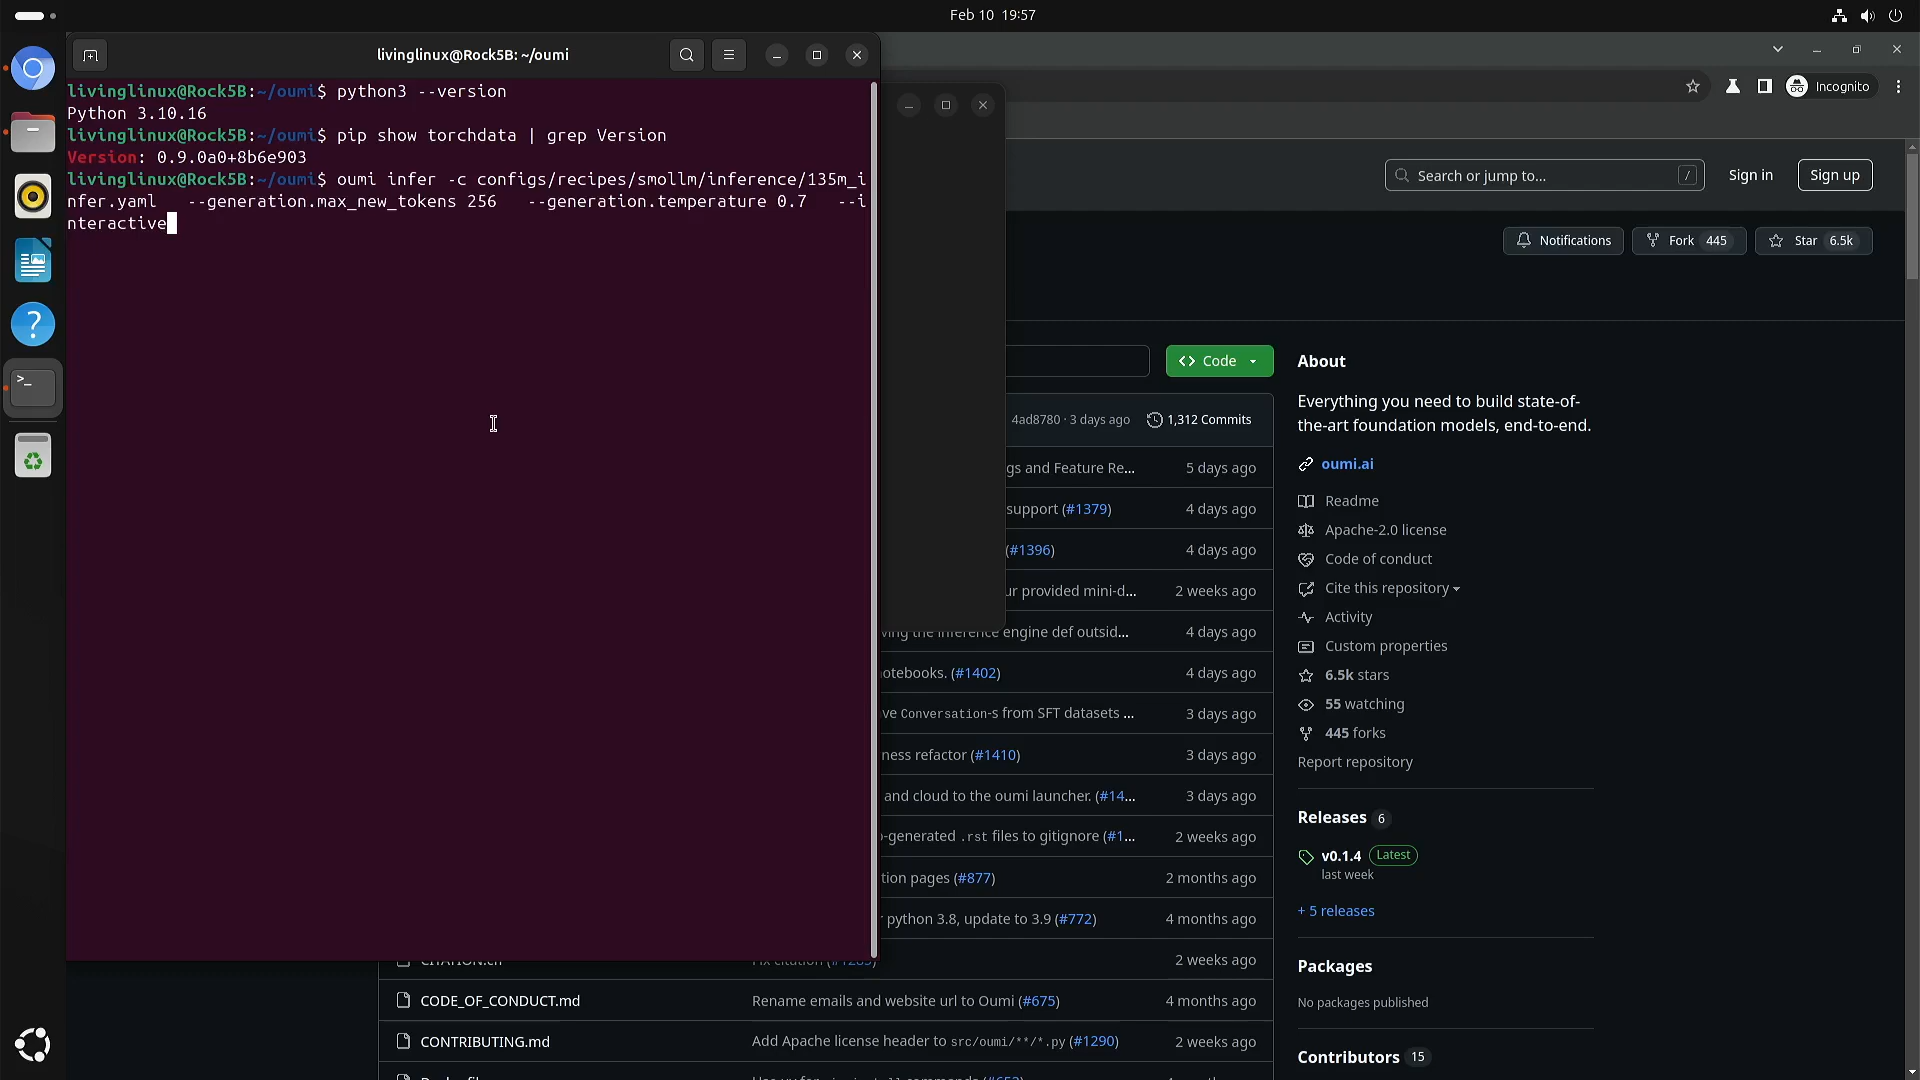 Feb 10 19:57
livinglinux@Rock5B: ~/oumi
livinglinux@Rock5B:~/oumi$ python3 --version
Python 3.10.16
livinglinux@Rock5B:~/oumi$ pip show torchdata | grep Version
Version: 0.9.0a0+8b6e903
livinglinux@Rock5B:~/oumi$ oumi infer -c configs/recipes/smollm/inference/135m_i
nfer.yaml   --generation.max_new_tokens 256   --generation.temperature 0.7   --i
nteractive
Incognito
Search or jump to...
/
Sign in
Sign up
Notifications
Fork 445
Star 6.5k
Code
4ad8780 · 3 days ago
1,312 Commits
gs and Feature Re... 5 days ago
support (#1379) 4 days ago
(#1396) 4 days ago
ur provided mini-d... 2 weeks ago
ving the inference engine def outsid... 4 days ago
otebooks. (#1402) 4 days ago
ve Conversation-s from SFT datasets ... 3 days ago
ness refactor (#1410) 3 days ago
and cloud to the oumi launcher. (#14... 3 days ago
-generated .rst files to gitignore (#1... 2 weeks ago
tion pages (#877) 2 months ago
python 3.8, update to 3.9 (#772) 4 months ago
2 weeks ago
CODE_OF_CONDUCT.md Rename emails and website url to Oumi (#675) 4 months ago
CONTRIBUTING.md Add Apache license header to src/oumi/**/*.py (#1290) 2 weeks ago
About
Everything you need to build state-of-
the-art foundation models, end-to-end.
oumi.ai
Readme
Apache-2.0 license
Code of conduct
Cite this repository
Activity
Custom properties
6.5k stars
55 watching
445 forks
Report repository
Releases 6
v0.1.4 Latest
last week
+ 5 releases
Packages
No packages published
Contributors 15